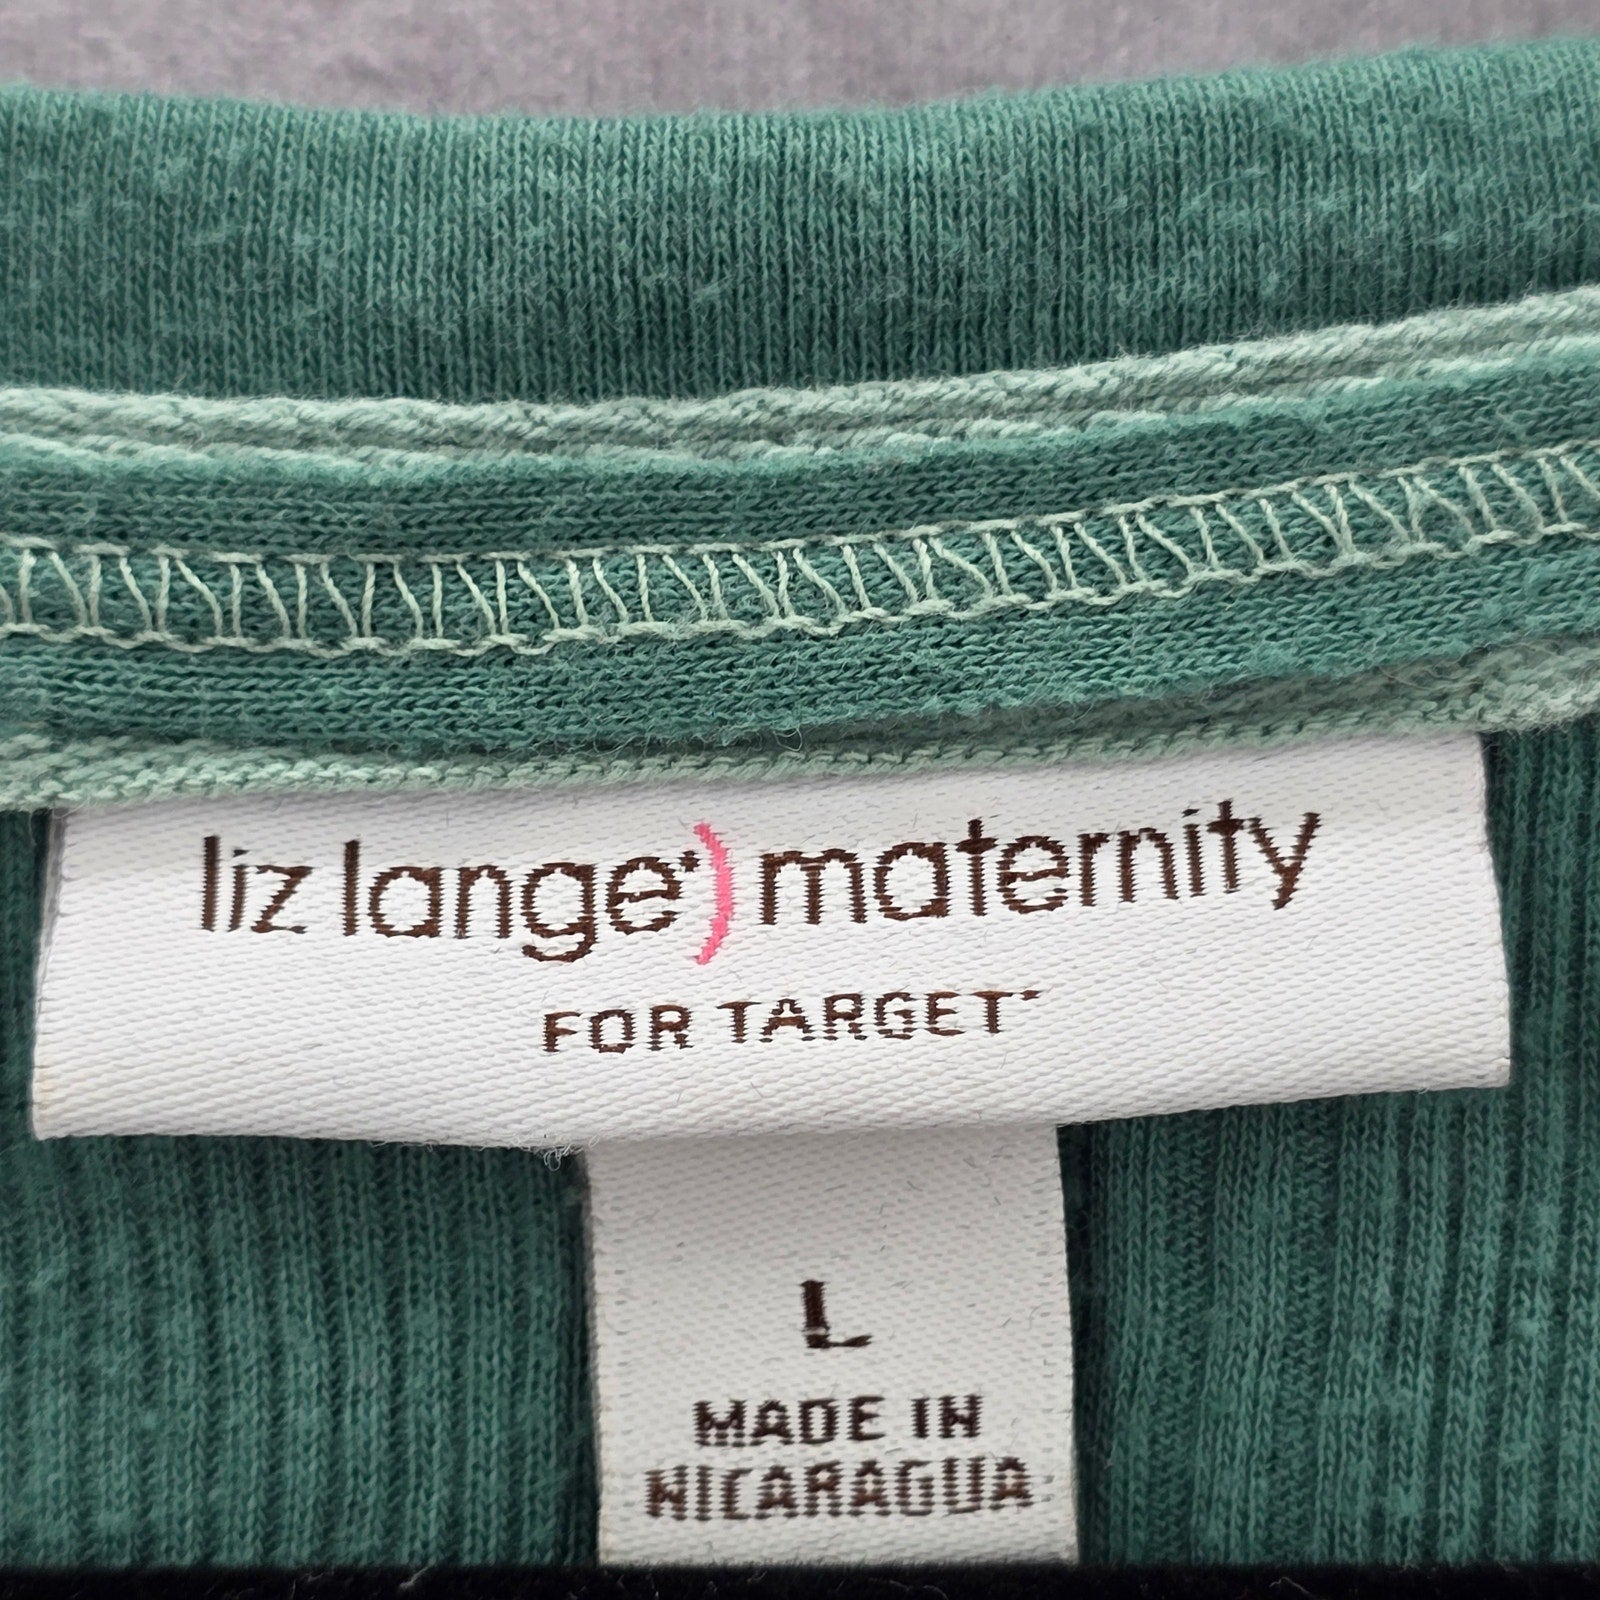 liz lange) maternity
FOR TARGET
L
MADE IN
NICARAGUA